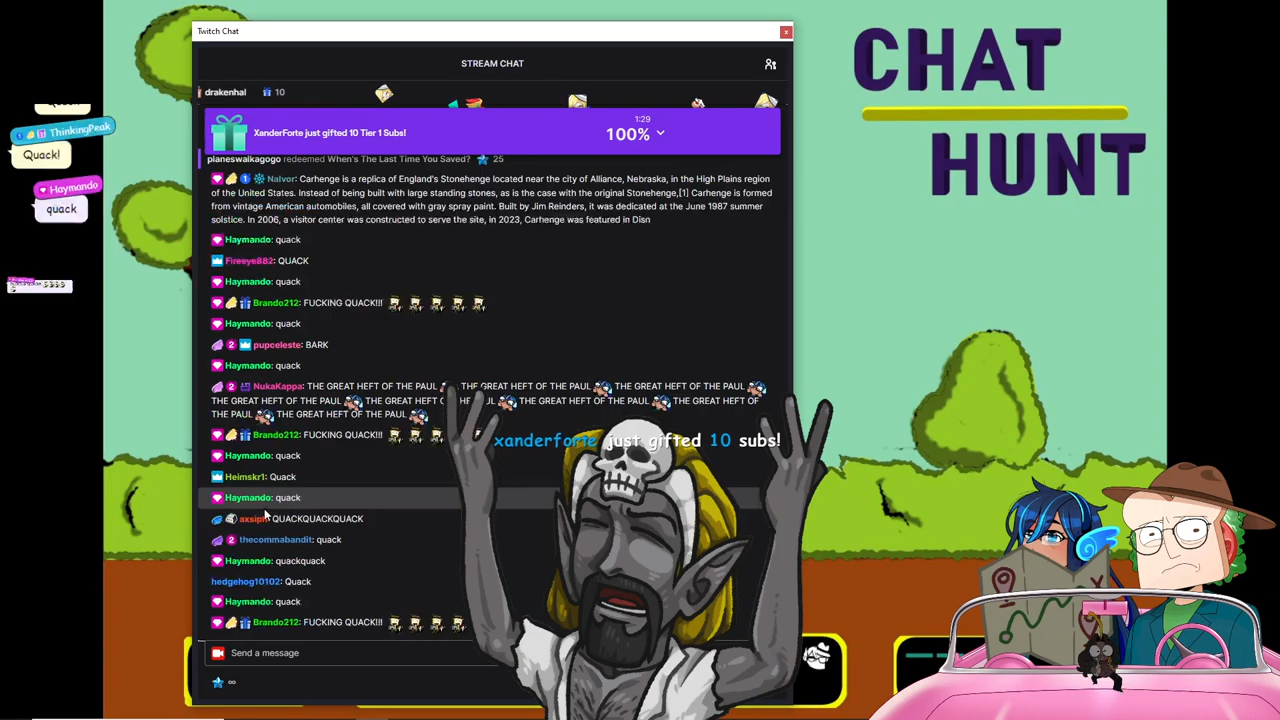 Twitch Chat
STREAM CHAT
drakenhal 10
XanderForte just gifted 10 Tier 1 Subs!
1:29
100%
planeswalkagogo redeemed When's The Last Time You Saved? 25
Nalvor: Carhenge is a replica of England's Stonehenge located near the city of Alliance, Nebraska, in the High Plains region
of the United States. Instead of being built with large standing stones, as is the case with the original Stonehenge,[1] Carhenge is formed
from vintage American automobiles, all covered with gray spray paint. Built by Jim Reinders, it was dedicated at the June 1987 summer
solstice. In 2006, a visitor center was constructed to serve the site, in 2023, Carhenge was featured in Disn
Haymando: quack
Fireeye882: QUACK
Haymando: quack
Brando212: FUCKING QUACK!!!
Haymando: quack
2 pupceleste: BARK
Haymando: quack
2 NukaKappa: THE GREAT HEFT OF THE PAUL THE GREAT HEFT OF THE PAUL THE GREAT HEFT OF THE PAUL
THE GREAT HEFT OF THE PAUL THE GREAT HEFT THE GREAT HEFT OF THE PAUL THE GREAT HEFT OF THE
OF THE PAUL THE GREAT HEFT OF THE PAUL
Brando212: FUCKING QUACK!!!
Haymando: quack
Heimskr1: Quack
Haymando: quack
QUACKQUACKQUACK
2 thecommabandit: quack
Haymando: quackquack
hedgehog10102: Quack
Haymando: quack
Brando212: FUCKING QUACK!!!
Send a message
∞
xanderforte just gifted 10 subs!
CHAT
HUNT
ThinkingPeak
Quack!
Haymando
quack